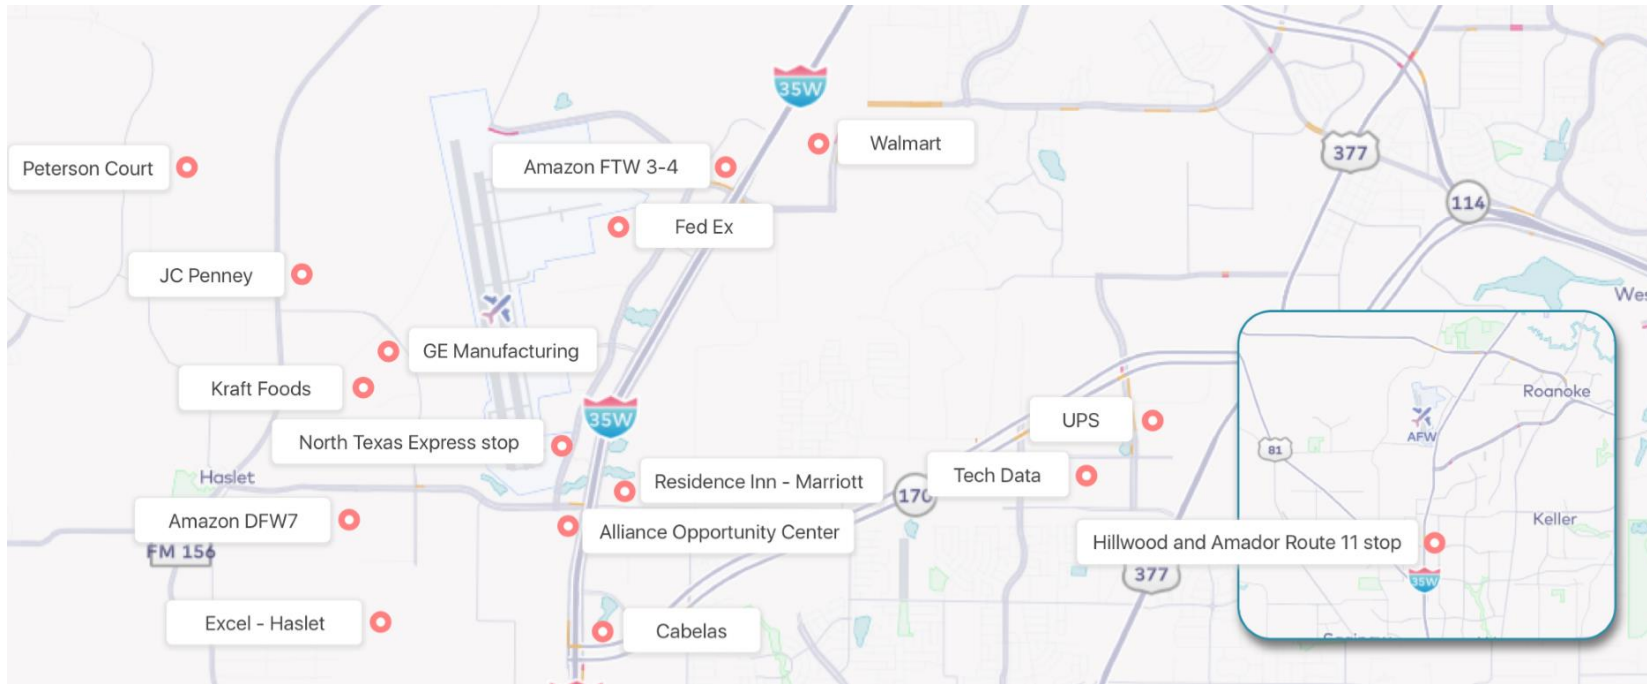 35W
Walmart
377
Peterson Court
Amazon FTW 3-4
114
Fed Ex
JC Penney
GE Manufacturing
Kraft Foods
35W
Roanoke
UPS
AFW
North Texas Express stop
81
Haslet
Residence Inn - Marriott
170
Tech Data
Amazon DFW7
Alliance Opportunity Center
Keller
FM 156
Hillwood and Amador Route 11 stop
377
35W
Excel - Haslet
Cabelas